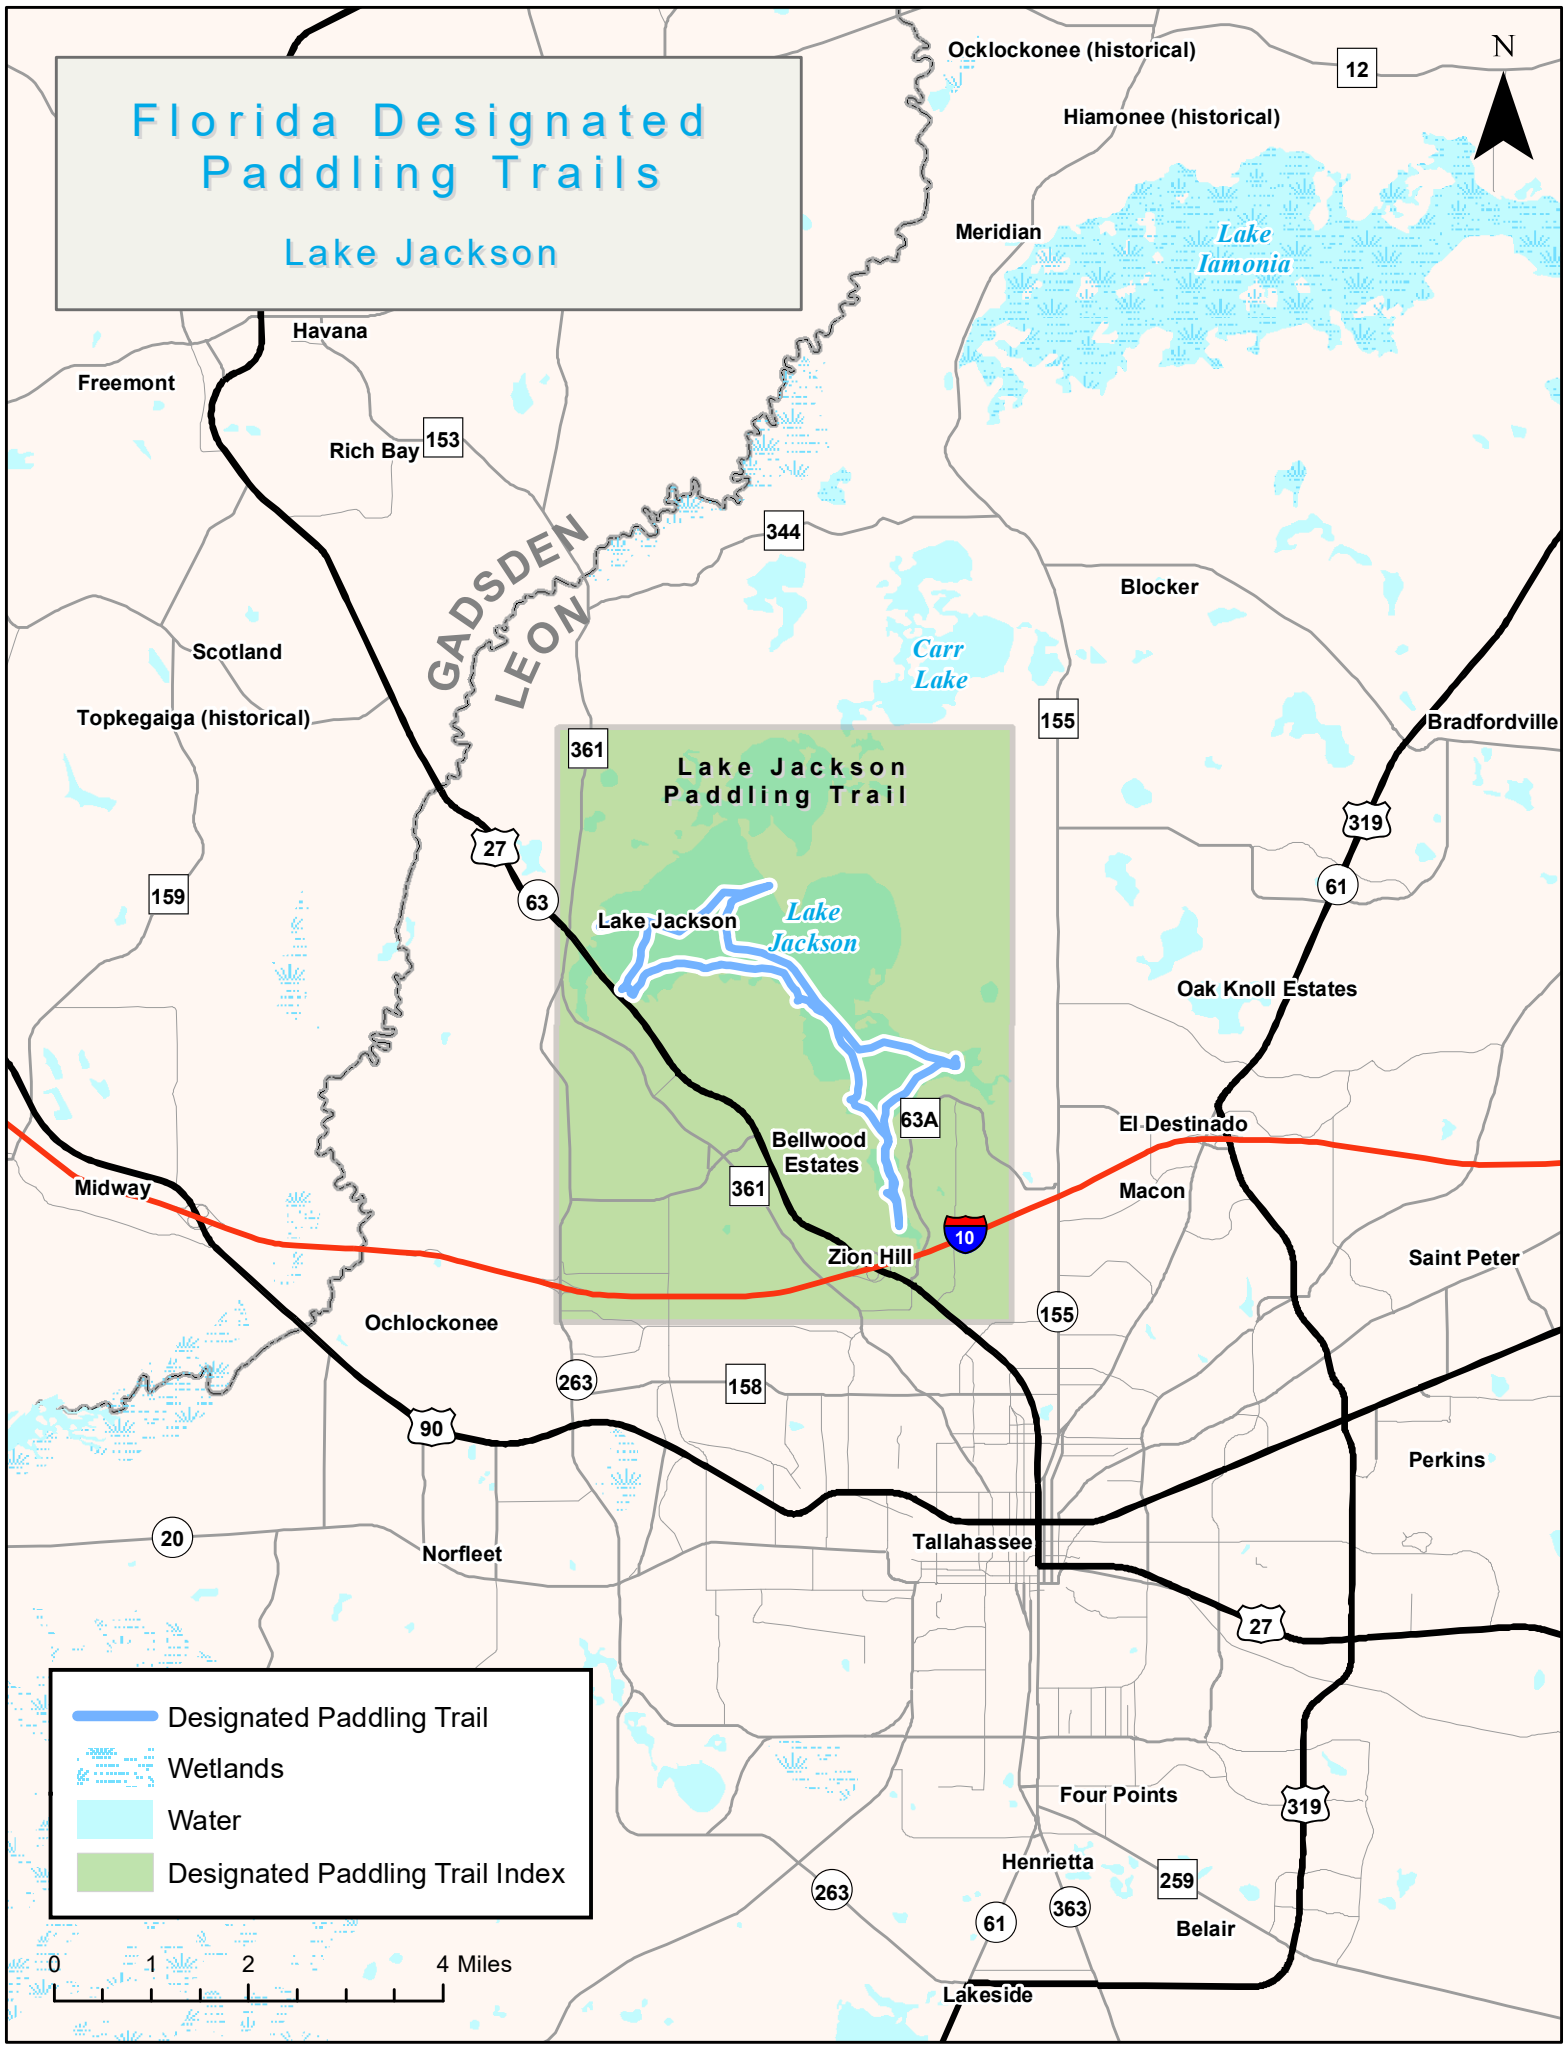 Florida Designated
Paddling Trails
Lake Jackson
N
Ocklockonee (historical)
12
Hiamonee (historical)
Meridian
Lake
Iamonia
Havana
Freemont
Rich Bay
153
344
GADSDEN
LEON
Blocker
Scotland
Carr
Lake
Topkegaiga (historical)
155
Bradfordville
361
Lake Jackson
Paddling Trail
319
27
61
159
63
Lake Jackson
Lake
Jackson
Oak Knoll Estates
63A
El Destinado
Bellwood
Estates
Midway
361
Macon
10
Zion Hill
Saint Peter
155
Ochlockonee
263
158
90
Perkins
20
Tallahassee
Norfleet
27
Designated Paddling Trail
Wetlands
Water
Designated Paddling Trail Index
Four Points
319
Henrietta
259
263
363
61
Belair
0 1 2 4 Miles
Lakeside